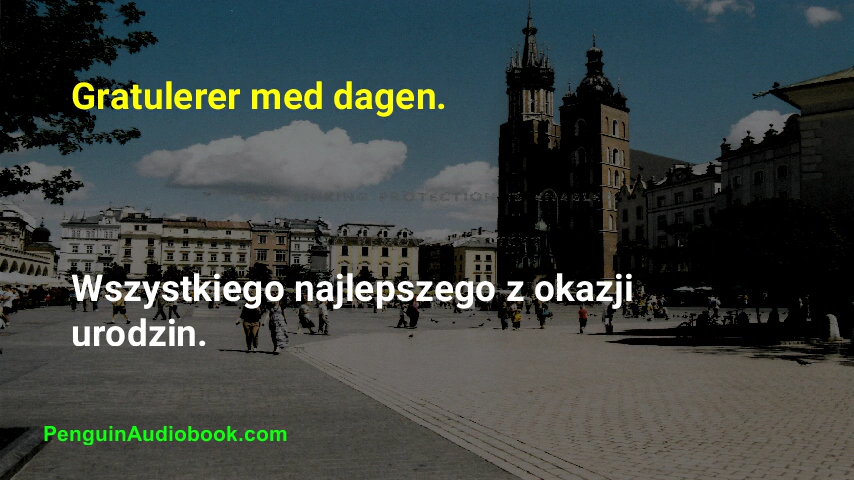 Gratulerer med dagen.
Wszystkiego najlepszego z okazji
urodzin.
PenguinAudiobook.com